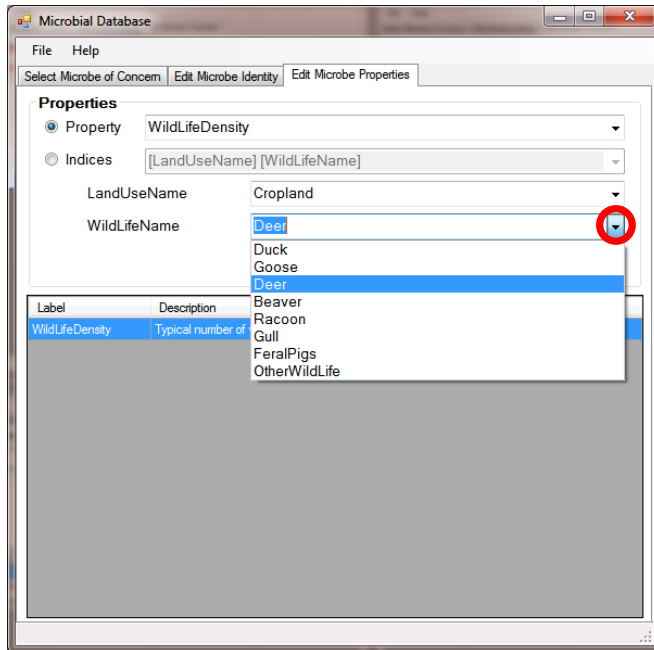 Microbial Database
File Help
Select Microbe of Concern Edit Microbe Identity Edit Microbe Properties
Properties
Property WildLifeDensity
Indices [LandUseName] [WildLifeName]
LandUseName Cropland
WildLifeName Deer
Duck
Goose
Deer
Beaver
Racoon
Gull
FeralPigs
OtherWildLife
Label Description
WildLifeDensity Typical number of